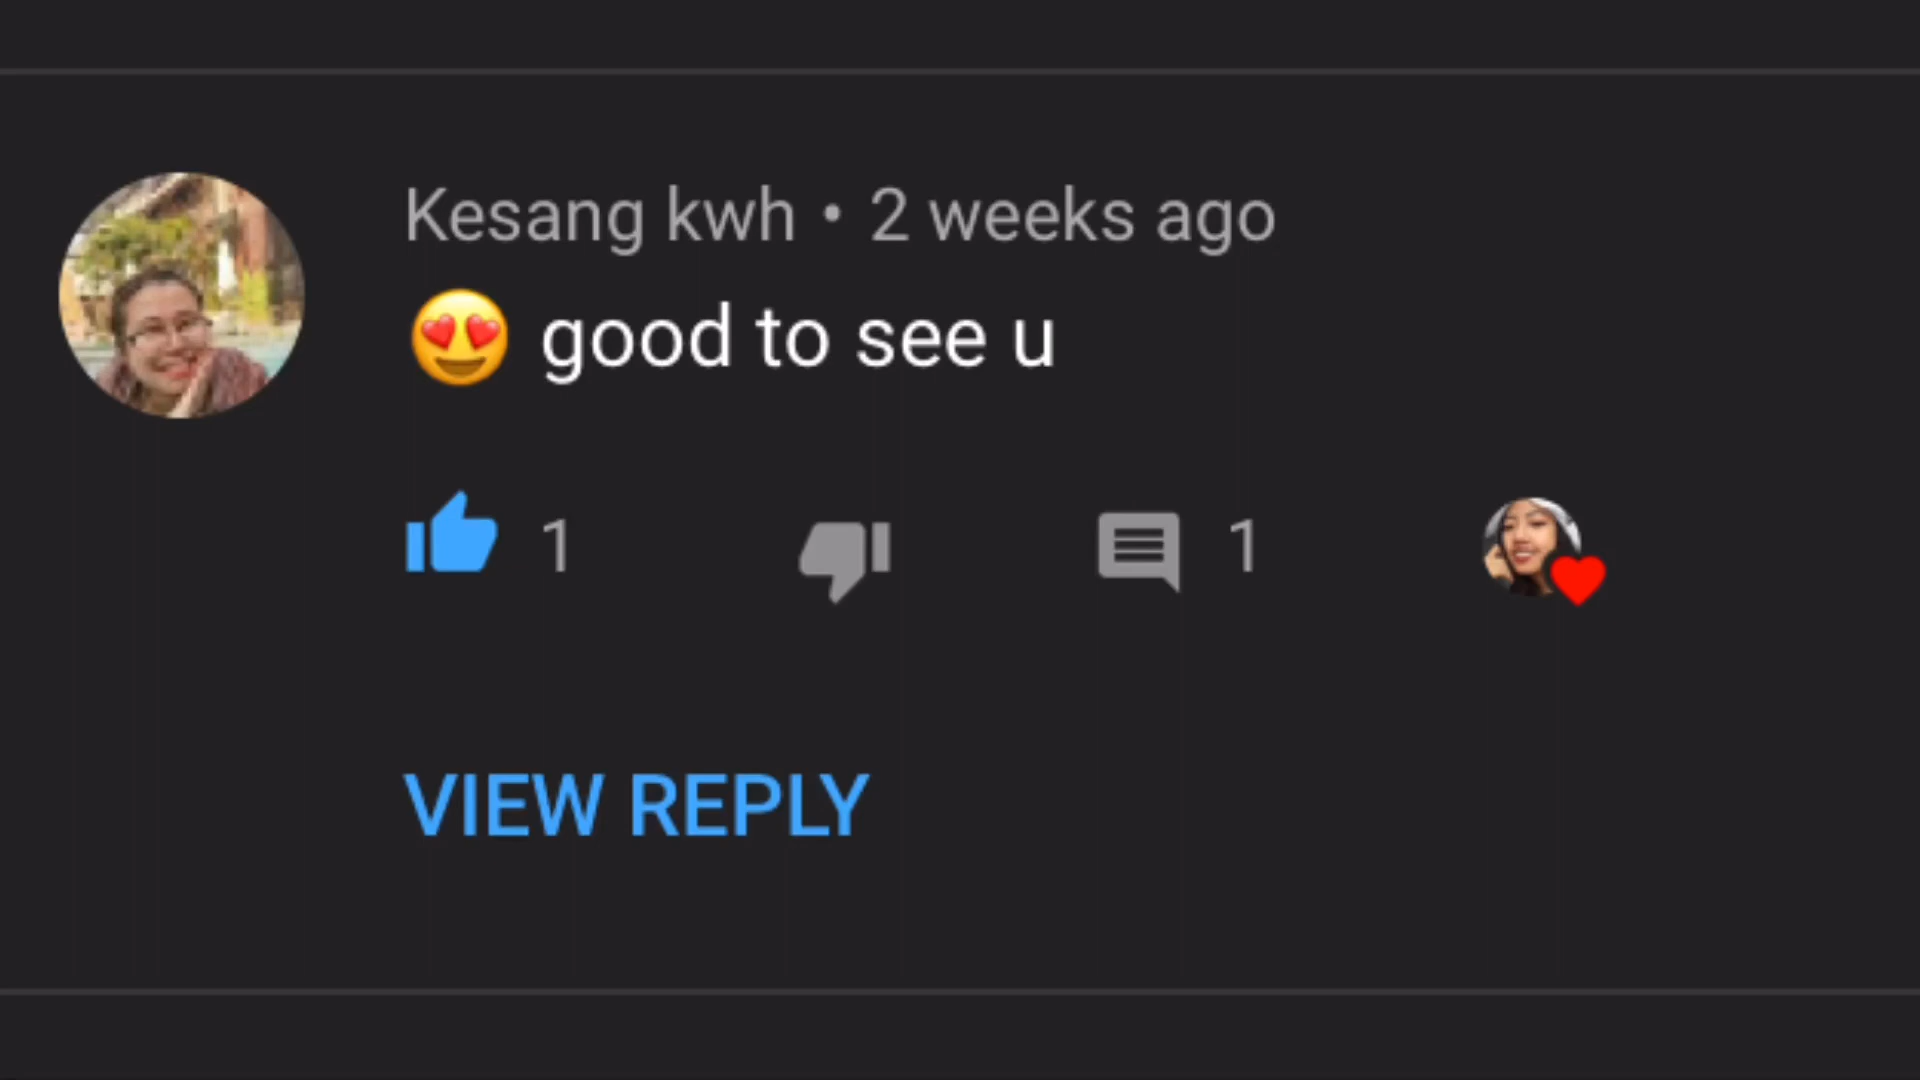 Kesang kwh • 2 weeks ago
😍 good to see u
1 1
VIEW REPLY